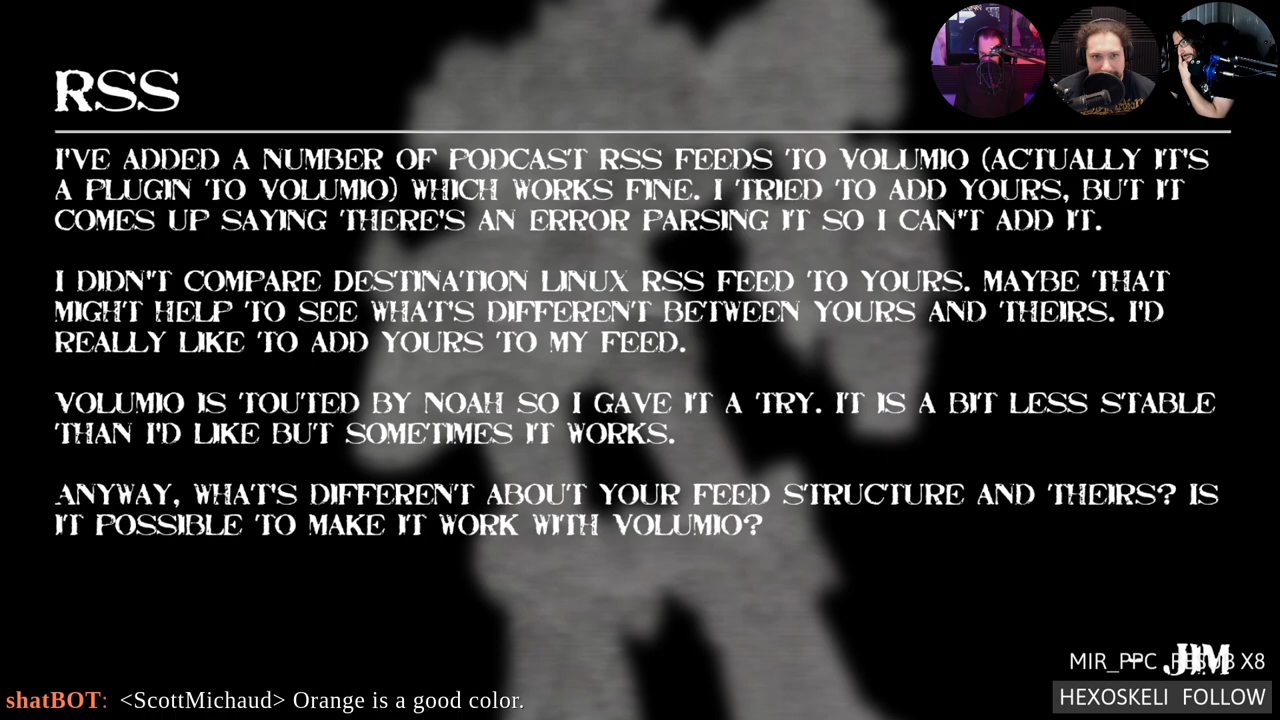 RSS
I'VE ADDED A NUMBER OF PODCAST RSS FEEDS TO VOLUMIO (ACTUALLY IT'S
A PLUGIN TO VOLUMIO) WHICH WORKS FINE. I TRIED TO ADD YOURS, BUT IT
COMES UP SAYING THERE'S AN ERROR PARSING IT SO I CAN"T ADD IT.
I DIDN"T COMPARE DESTINATION LINUX RSS FEED TO YOURS. MAYBE THAT
MIGHT HELP TO SEE WHAT'S DIFFERENT BETWEEN YOURS AND THEIRS. I'D
REALLY LIKE TO ADD YOURS TO MY FEED.
VOLUMIO IS TOUTED BY NOAH SO I GAVE IT A TRY. IT IS A BIT LESS STABLE
THAN I'D LIKE BUT SOMETIMES IT WORKS.
ANYWAY, WHAT'S DIFFERENT ABOUT YOUR FEED STRUCTURE AND THEIRS? IS
IT POSSIBLE TO MAKE IT WORK WITH VOLUMIO?
- JIM
MIR_PPC X8
HEXOSKELI FOLLOW
shatBOT: <ScottMichaud> Orange is a good color.